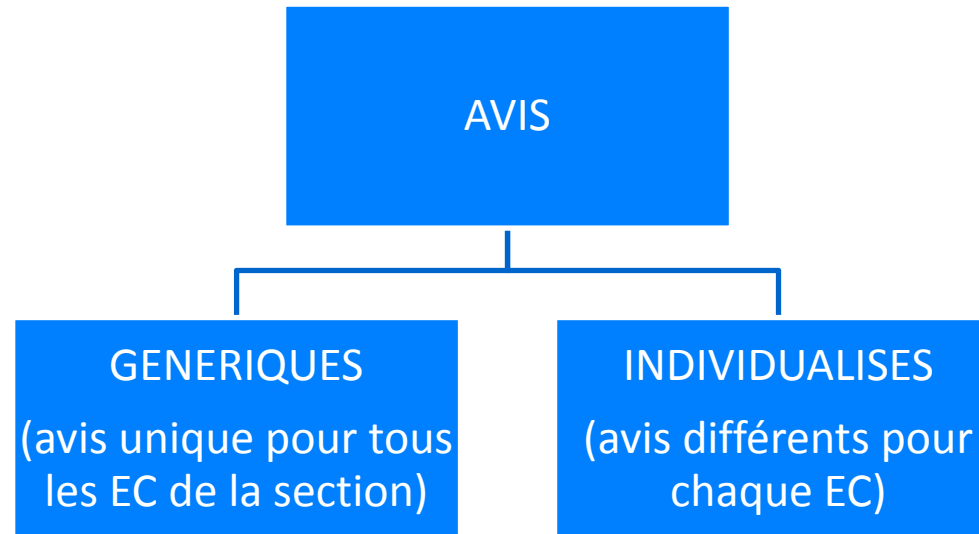 AVIS
GENERIQUES
(avis unique pour tous
les EC de la section)
INDIVIDUALISES
(avis différents pour
chaque EC)